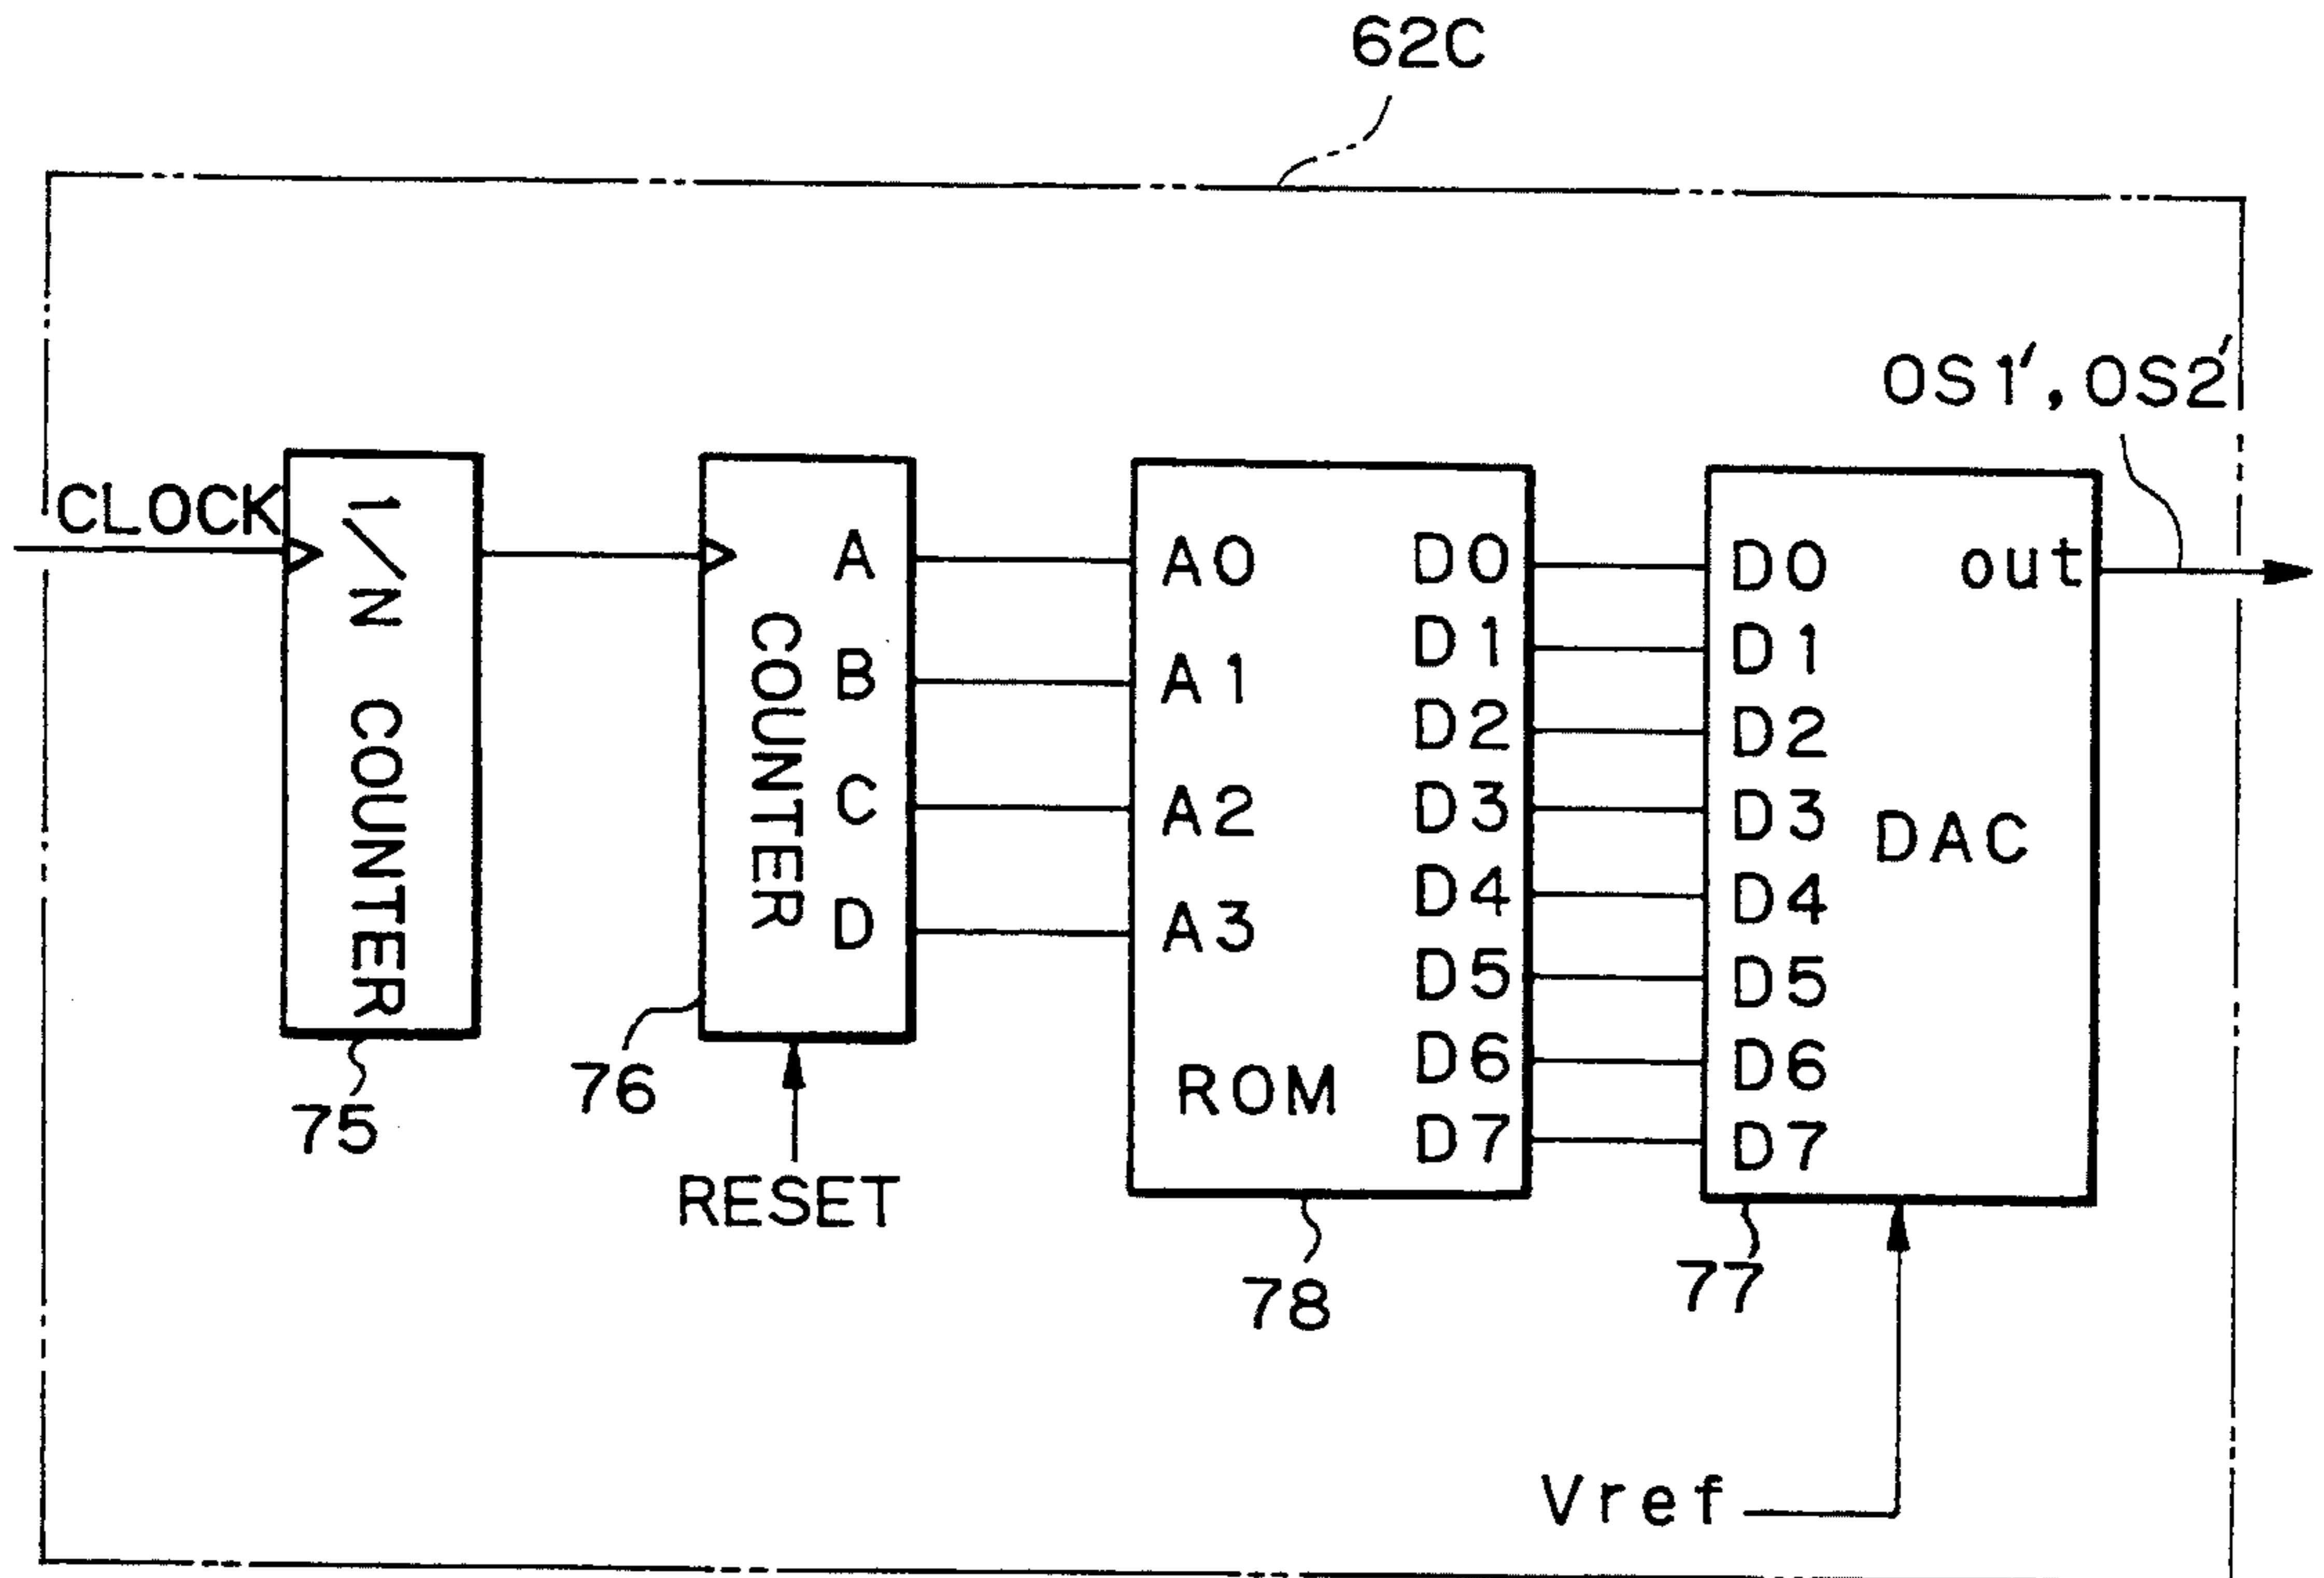 62C
OS1', OS2'
CLOCK
1/N COUNTER
75
COUNTER
A
B
C
D
76
RESET
A0
A1
A2
A3
ROM
D0
D1
D2
D3
D4
D5
D6
D7
78
D0
D1
D2
D3
D4
D5
D6
D7
out
DAC
77
Vref